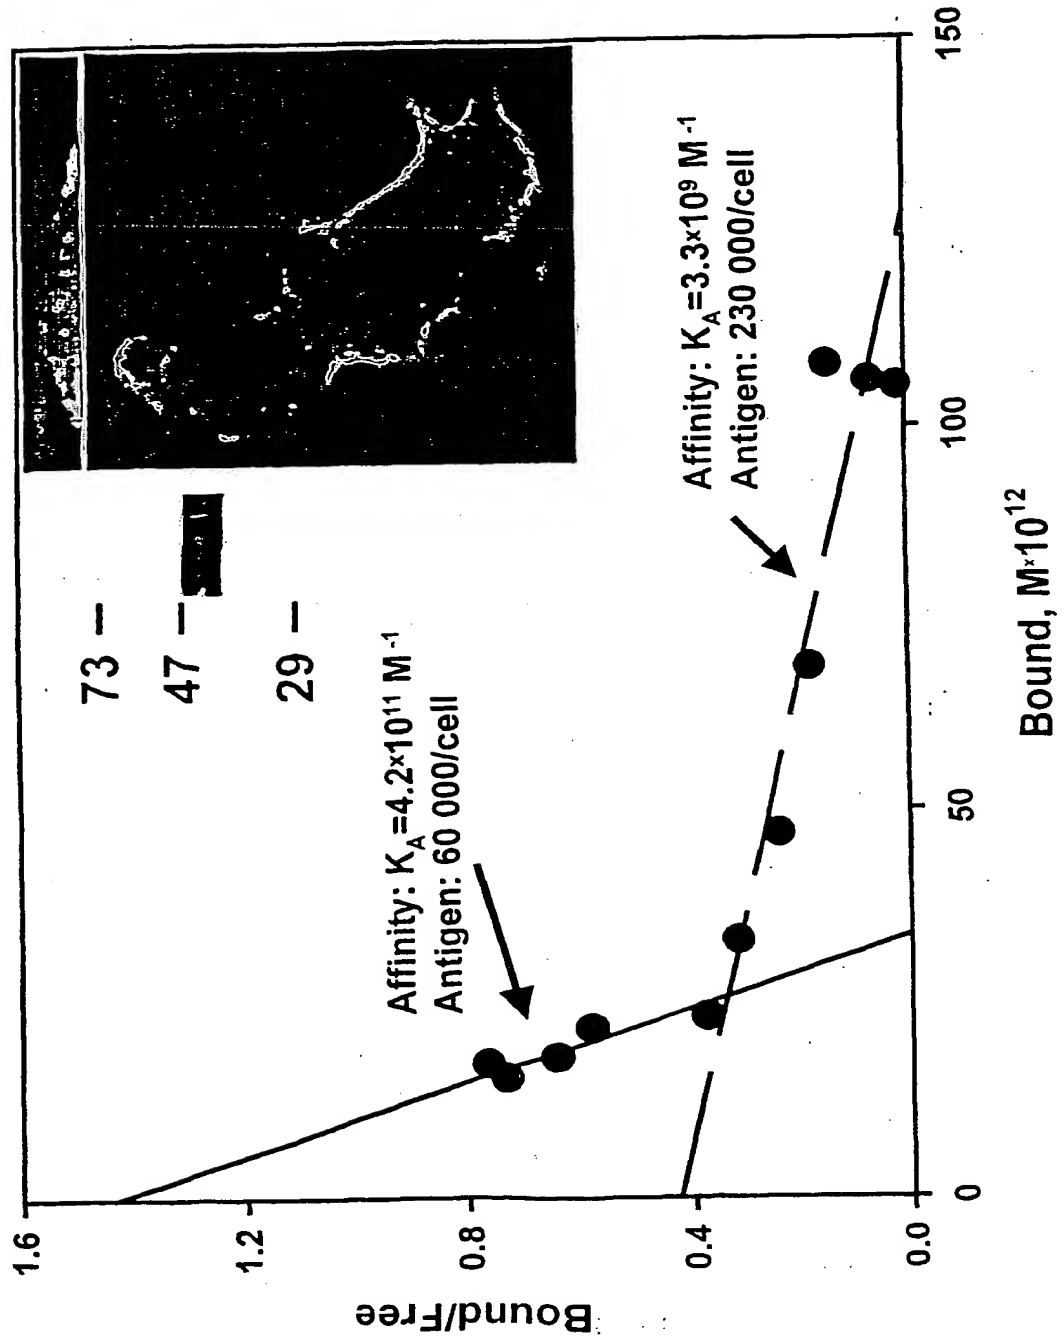 73 –
47 –
29 –
Affinity: K_A=4.2×10¹¹ M⁻¹
Antigen: 60 000/cell
Affinity: K_A=3.3×10⁹ M⁻¹
Antigen: 230 000/cell
Bound/Free
1.6
1.2
0.8
0.4
0.0
0
50
100
150
Bound, M·10¹²